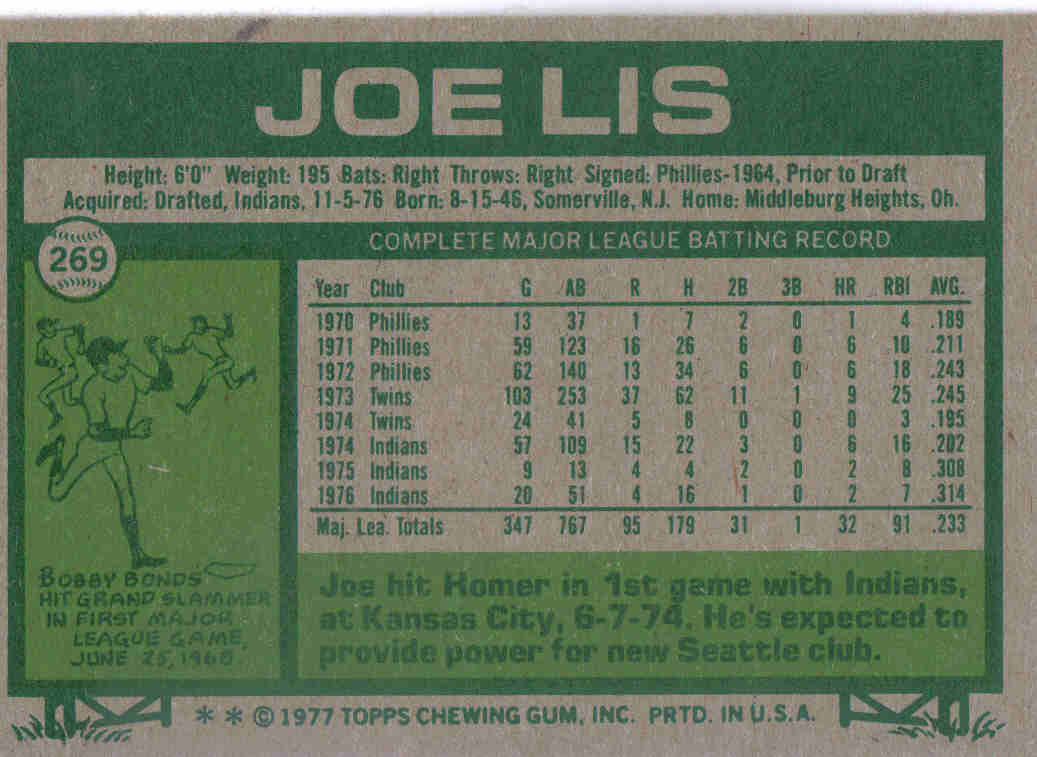 JOE LIS
Height: 6'0" Weight: 195 Bats: Right Throws: Right Signed: Phillies-1964, Prior to Draft
Acquired: Drafted, Indians, 11-5-76 Born: 8-15-46, Somerville, N.J. Home: Middleburg Heights, Oh.
269
COMPLETE MAJOR LEAGUE BATTING RECORD
Year Club G AB R H 2B 3B HR RBI AVG.
1970 Phillies 13 37 1 7 2 0 1 4 .189
1971 Phillies 59 123 16 26 6 0 6 10 .211
1972 Phillies 62 140 13 34 6 0 6 18 .243
1973 Twins 103 253 37 62 11 1 9 25 .245
1974 Twins 24 41 5 8 0 0 0 3 .195
1974 Indians 57 109 15 22 3 0 6 16 .202
1975 Indians 9 13 4 4 2 0 2 8 .308
1976 Indians 20 51 4 16 1 0 2 7 .314
Maj. Lea. Totals 347 767 95 179 31 1 32 91 .233
BOBBY BONDS
HIT GRAND SLAMMER
IN FIRST MAJOR
LEAGUE GAME,
JUNE 25, 1968
Joe hit Homer in 1st game with Indians,
at Kansas City, 6-7-74. He's expected to
provide power for new Seattle club.
* * © 1977 TOPPS CHEWING GUM, INC. PRTD. IN U.S.A.